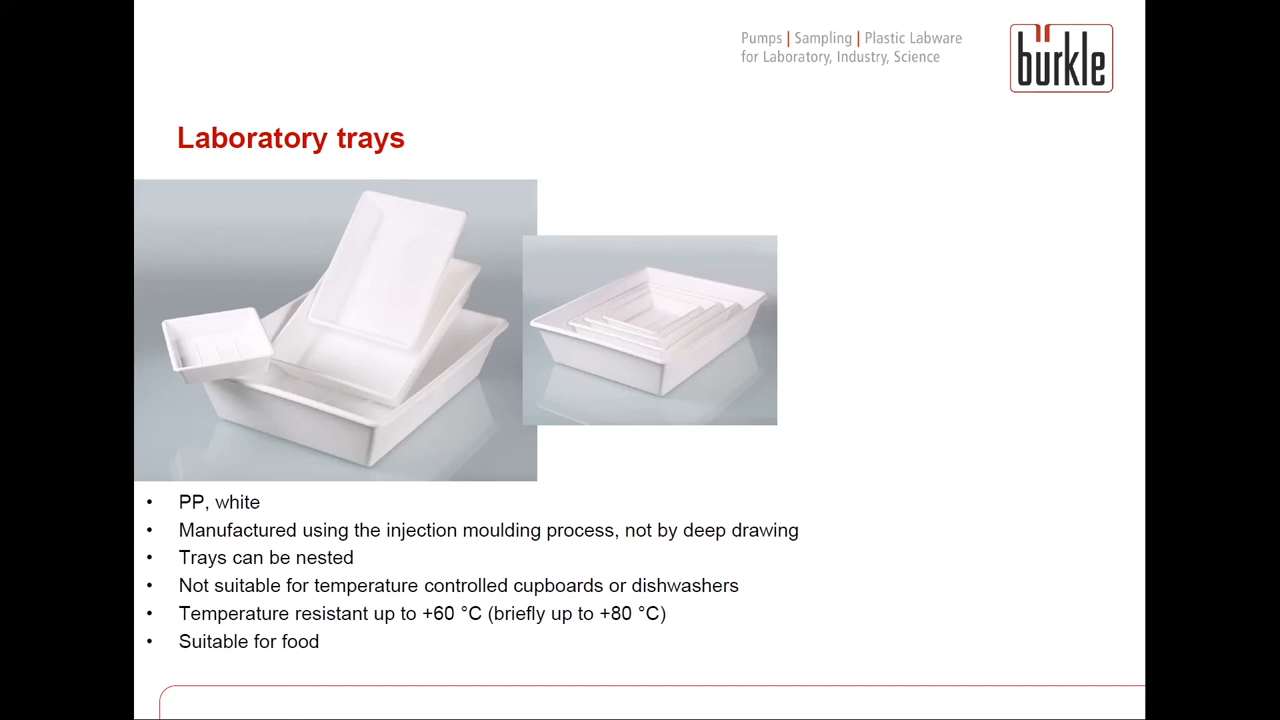 Pumps | Sampling | Plastic Labware
for Laboratory, Industry, Science
bürkle
Laboratory trays
• PP, white
• Manufactured using the injection moulding process, not by deep drawing
• Trays can be nested
• Not suitable for temperature controlled cupboards or dishwashers
• Temperature resistant up to +60 °C (briefly up to +80 °C)
• Suitable for food